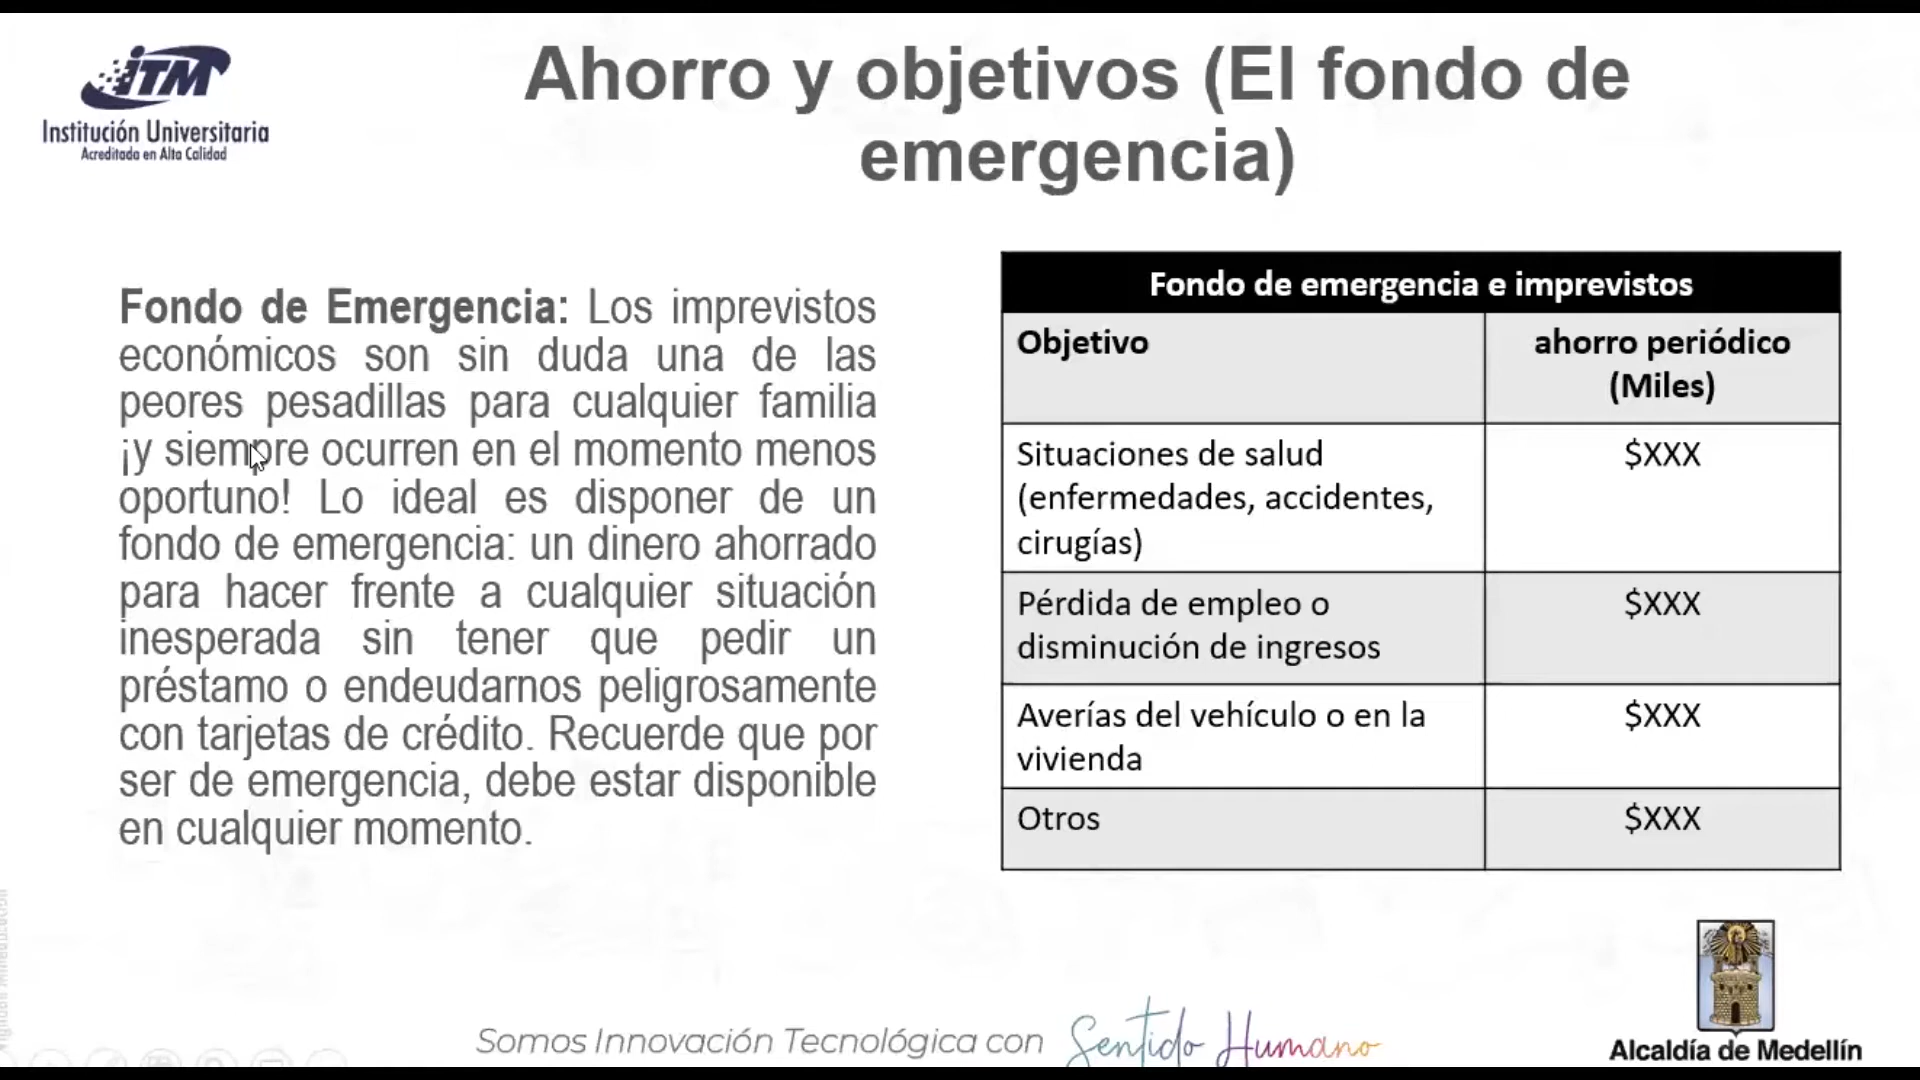 iTM
Institución Universitaria
Acreditada en Alta Calidad
Ahorro y objetivos (El fondo de
emergencia)
Fondo de Emergencia: Los imprevistos
económicos son sin duda una de las
peores pesadillas para cualquier familia
¡y siempre ocurren en el momento menos
oportuno! Lo ideal es disponer de un
fondo de emergencia: un dinero ahorrado
para hacer frente a cualquier situación
inesperada sin tener que pedir un
préstamo o endeudarnos peligrosamente
con tarjetas de crédito. Recuerde que por
ser de emergencia, debe estar disponible
en cualquier momento.
Fondo de emergencia e imprevistos
Objetivo
ahorro periódico
(Miles)
Situaciones de salud
(enfermedades, accidentes,
cirugías)
$XXX
Pérdida de empleo o
disminución de ingresos
$XXX
Averías del vehículo o en la
vivienda
$XXX
Otros
$XXX
Somos Innovación Tecnológica con Sentido Humano
Alcaldía de Medellín